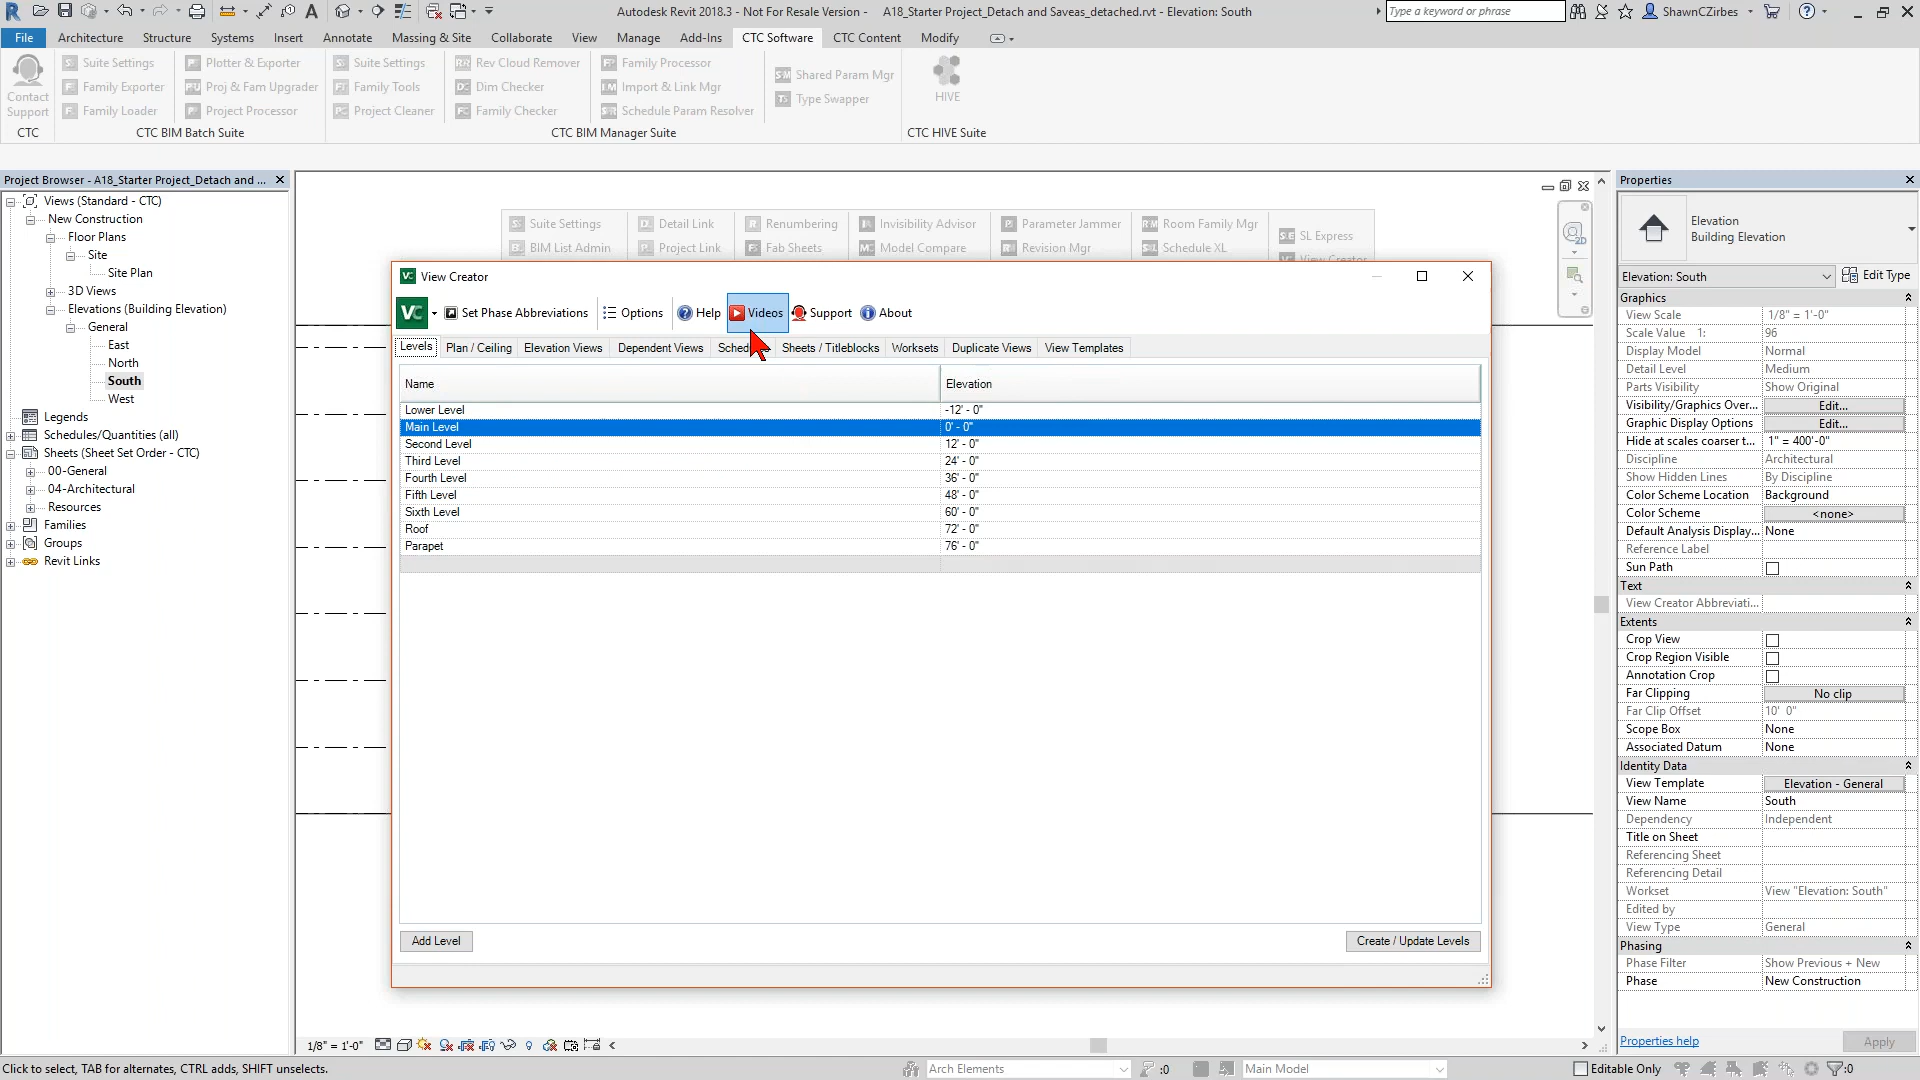 Autodesk Revit 2018.3 - Not For Resale Version - A18_Starter Project_Detach and Saveas_detached.rvt - Elevation: South
Type a keyword or phrase
ShawnCZirbes
File Architecture Structure Systems Insert Annotate Massing & Site Collaborate View Manage Add-Ins CTC Software CTC Content Modify
Contact Support
CTC
Suite Settings
Family Exporter
Family Loader
Plotter & Exporter
Proj & Fam Upgrader
Project Processor
CTC BIM Batch Suite
Suite Settings
Family Tools
Project Cleaner
Rev Cloud Remover
Dim Checker
Family Checker
Family Processor
Import & Link Mgr
Schedule Param Resolver
Shared Param Mgr
Type Swapper
CTC BIM Manager Suite
HIVE
CTC HIVE Suite
Project Browser - A18_Starter Project_Detach and ...
Views (Standard - CTC)
New Construction
Floor Plans
Site
Site Plan
3D Views
Elevations (Building Elevation)
General
East
North
South
West
Legends
Schedules/Quantities (all)
Sheets (Sheet Set Order - CTC)
00-General
04-Architectural
Resources
Families
Groups
Revit Links
Suite Settings Detail Link Renumbering Invisibility Advisor Parameter Jammer Room Family Mgr
BIM List Admin Project Link Fab Sheets Model Compare Revision Mgr Schedule XL
SL Express
View Creator
VC View Creator
VC Set Phase Abbreviations Options Help Videos Support About
Levels Plan / Ceiling Elevation Views Dependent Views Sched Sheets / Titleblocks Worksets Duplicate Views View Templates
Name Elevation
Lower Level -12' - 0"
Main Level 0' - 0"
Second Level 12' - 0"
Third Level 24' - 0"
Fourth Level 36' - 0"
Fifth Level 48' - 0"
Sixth Level 60' - 0"
Roof 72' - 0"
Parapet 76' - 0"
Add Level
Create / Update Levels
Properties
Elevation
Building Elevation
Elevation: South
Edit Type
Graphics
View Scale 1/8" = 1'-0"
Scale Value 1: 96
Display Model Normal
Detail Level Medium
Parts Visibility Show Original
Visibility/Graphics Over... Edit...
Graphic Display Options Edit...
Hide at scales coarser t... 1" = 400'-0"
Discipline Architectural
Show Hidden Lines By Discipline
Color Scheme Location Background
Color Scheme <none>
Default Analysis Display... None
Reference Label
Sun Path
Text
View Creator Abbreviati...
Extents
Crop View
Crop Region Visible
Annotation Crop
Far Clipping No clip
Far Clip Offset 10' 0"
Scope Box None
Associated Datum None
Identity Data
View Template Elevation - General
View Name South
Dependency Independent
Title on Sheet
Referencing Sheet
Referencing Detail
Workset View "Elevation: South"
Edited by
View Type General
Phasing
Phase Filter Show Previous + New
Phase New Construction
Properties help
Apply
1/8" = 1'-0"
Click to select, TAB for alternates, CTRL adds, SHIFT unselects.
Arch Elements
:0
Main Model
Editable Only
:0